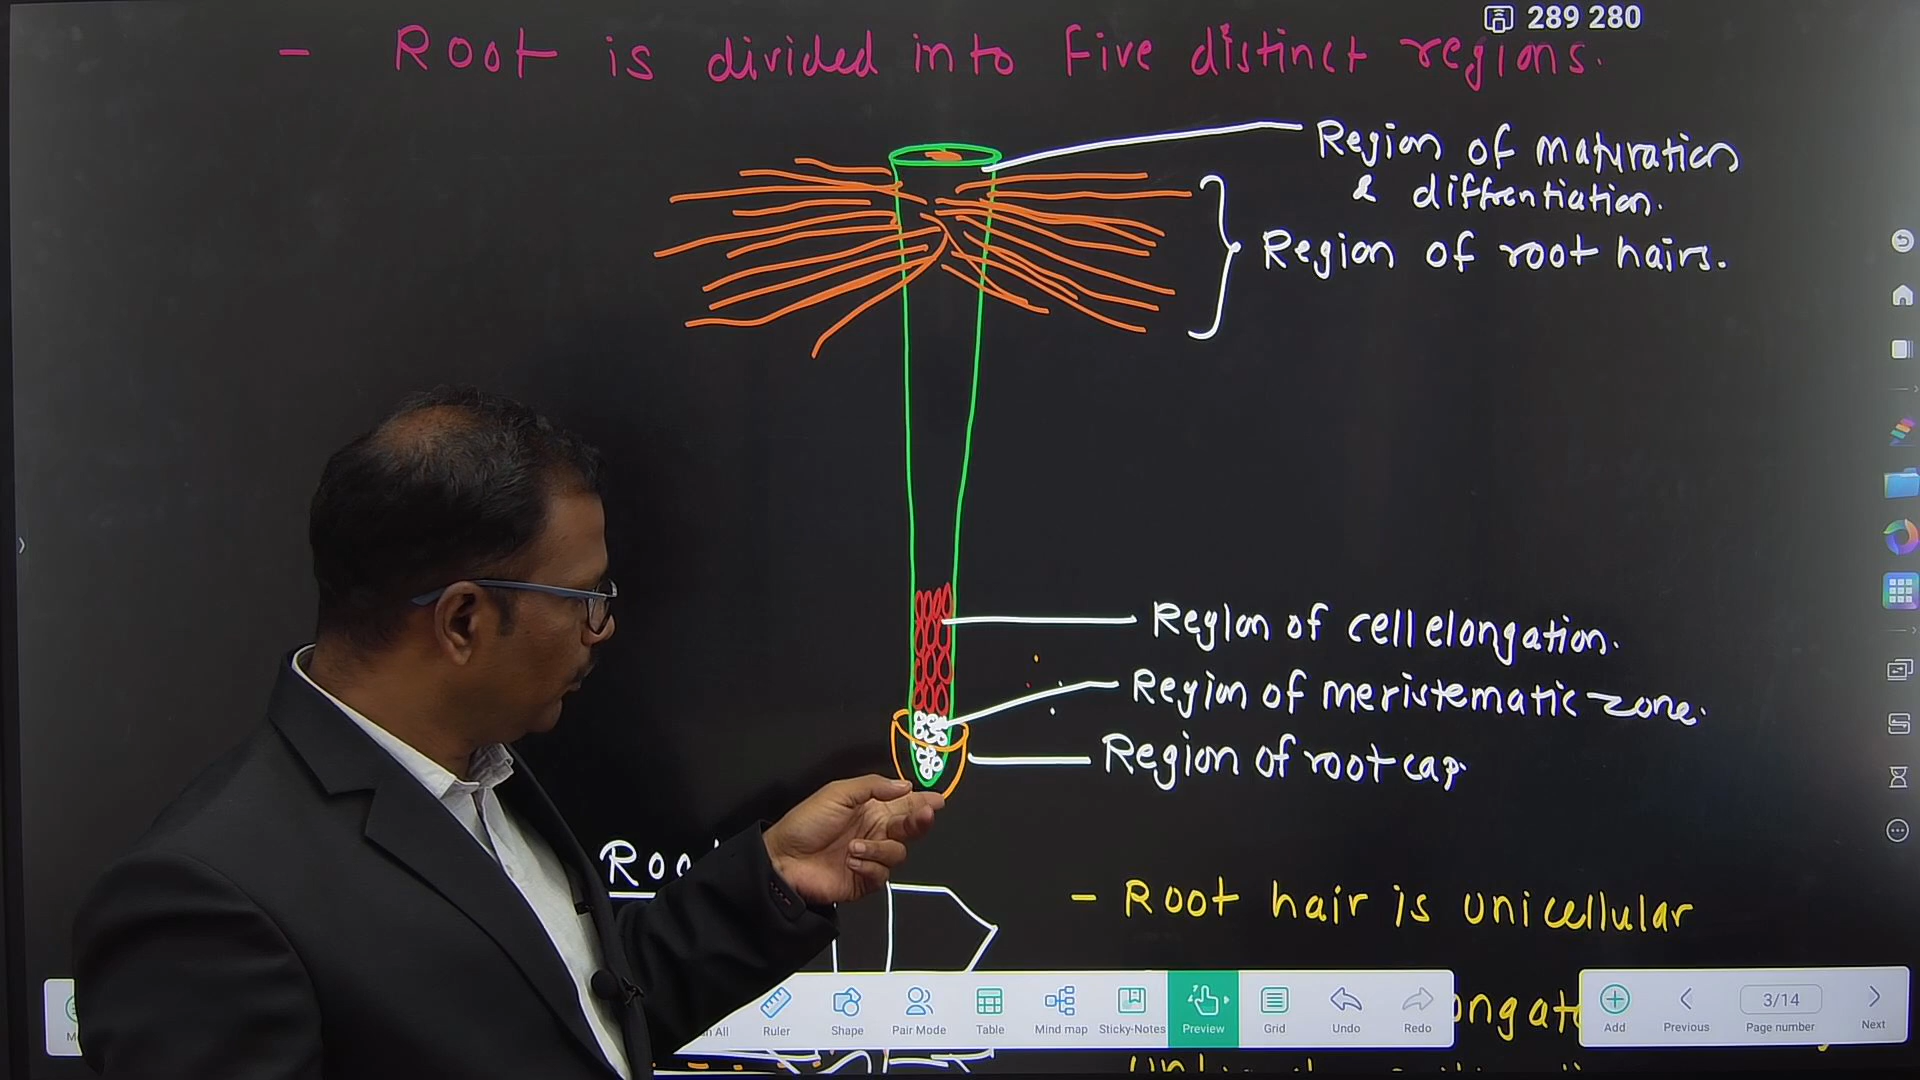 289 280
- Root is divided into Five distinct regions.
Region of maturation
& diffrentiation.
Region of root hairs.
Region of cell elongation.
Region of meristematic zone.
Region of root cap.
- Root hair is unicellular
Ruler
Shape
Pair Mode
Table
Mind map
Sticky-Notes
Preview
Grid
Undo
Redo
Add
Previous
3/14
Page number
Next